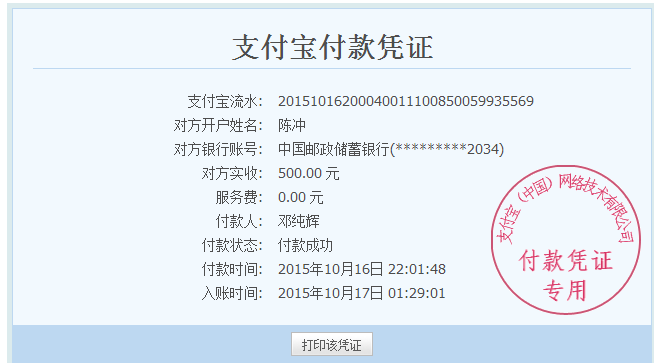 支付宝付款凭证
支付宝流水: 20151016200040011100850059935569
对方开户姓名: 陈冲
对方银行账号: 中国邮政储蓄银行(*********2034)
对方实收: 500.00 元
服务费: 0.00 元
付款人: 邓纯辉
付款状态: 付款成功
付款时间: 2015年10月16日 22:01:48
入账时间: 2015年10月17日 01:29:01
支付宝（中国）网络技术有限公司
付款凭证
专用
打印该凭证